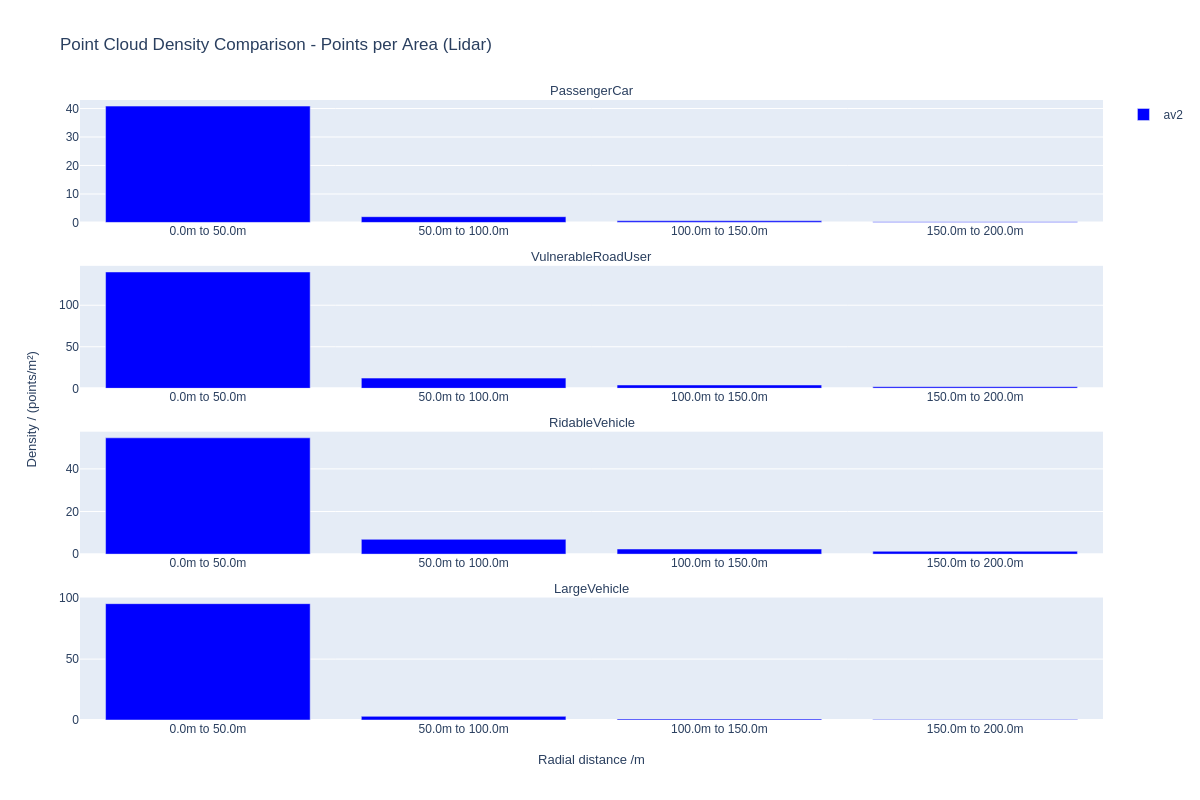 Point Cloud Density Comparison - Points per Area (Lidar)
PassengerCar
av2
40
30
20
10
0
0.0m to 50.0m 50.0m to 100.0m 100.0m to 150.0m 150.0m to 200.0m
VulnerableRoadUser
100
50
0
0.0m to 50.0m 50.0m to 100.0m 100.0m to 150.0m 150.0m to 200.0m
Density / (points/m²)
RidableVehicle
40
20
0
0.0m to 50.0m 50.0m to 100.0m 100.0m to 150.0m 150.0m to 200.0m
LargeVehicle
100
50
0
0.0m to 50.0m 50.0m to 100.0m 100.0m to 150.0m 150.0m to 200.0m
Radial distance /m